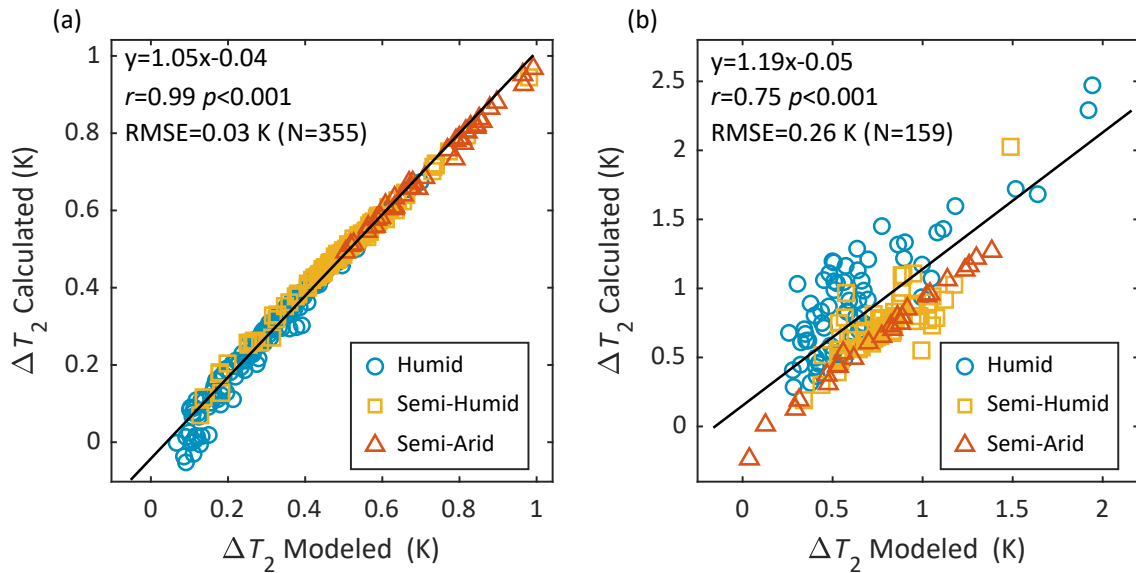 (a)
y=1.05x-0.04
r=0.99 p<0.001
RMSE=0.03 K (N=355)
1
0.8
0.6
0.4
0.2
0
ΔT₂ Calculated (K)
Humid
Semi-Humid
Semi-Arid
0 0.2 0.4 0.6 0.8 1
ΔT₂ Modeled (K)
(b)
y=1.19x-0.05
r=0.75 p<0.001
RMSE=0.26 K (N=159)
2.5
2
1.5
1
0.5
0
ΔT₂ Calculated (K)
Humid
Semi-Humid
Semi-Arid
0 0.5 1 1.5 2
ΔT₂ Modeled (K)